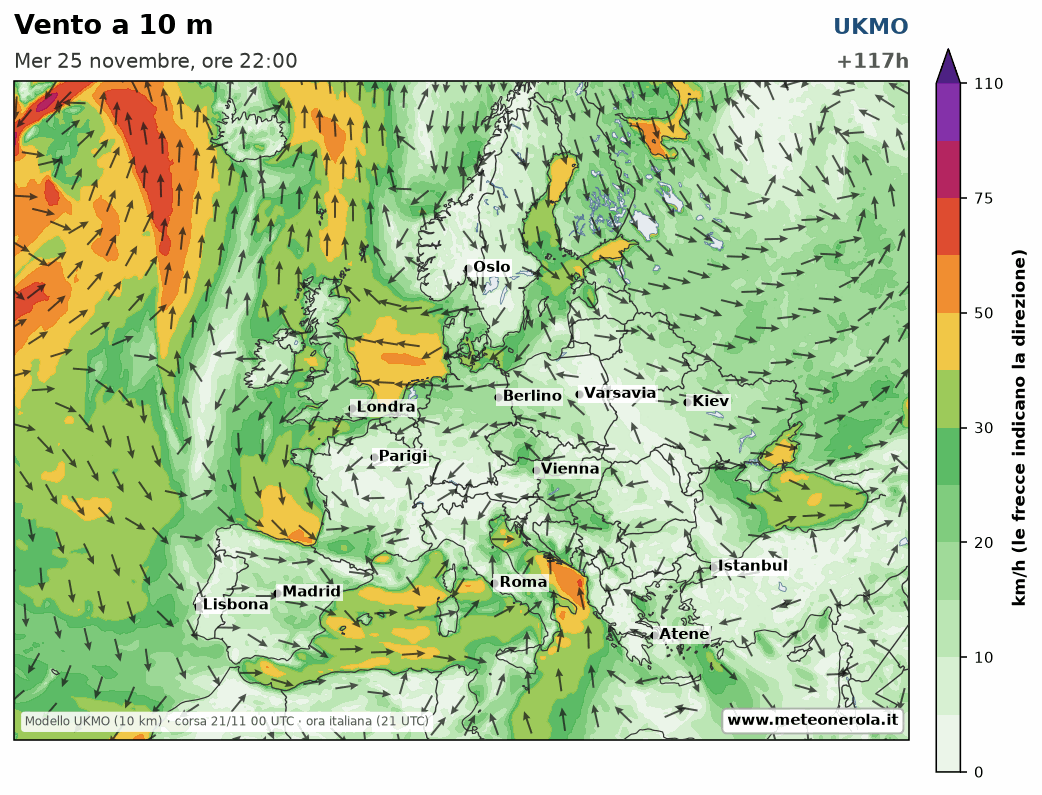 Vento a 10 m
UKMO
Mer 25 novembre, ore 22:00
+117h
110
75
50
30
20
10
0
km/h (le frecce indicano la direzione)
Oslo
Berlino
Varsavia
Kiev
Londra
Parigi
Vienna
Istanbul
Roma
Madrid
Lisbona
Atene
Modello UKMO (10 km) · corsa 21/11 00 UTC · ora italiana (21 UTC)
www.meteonerola.it